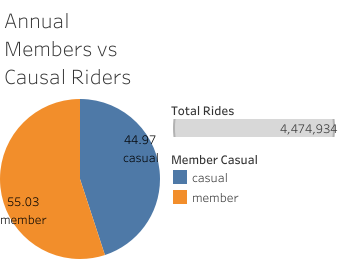 Annual
Members vs
Causal Riders
Total Rides
4,474,934
44.97
casual
Member Casual
casual
member
55.03
member